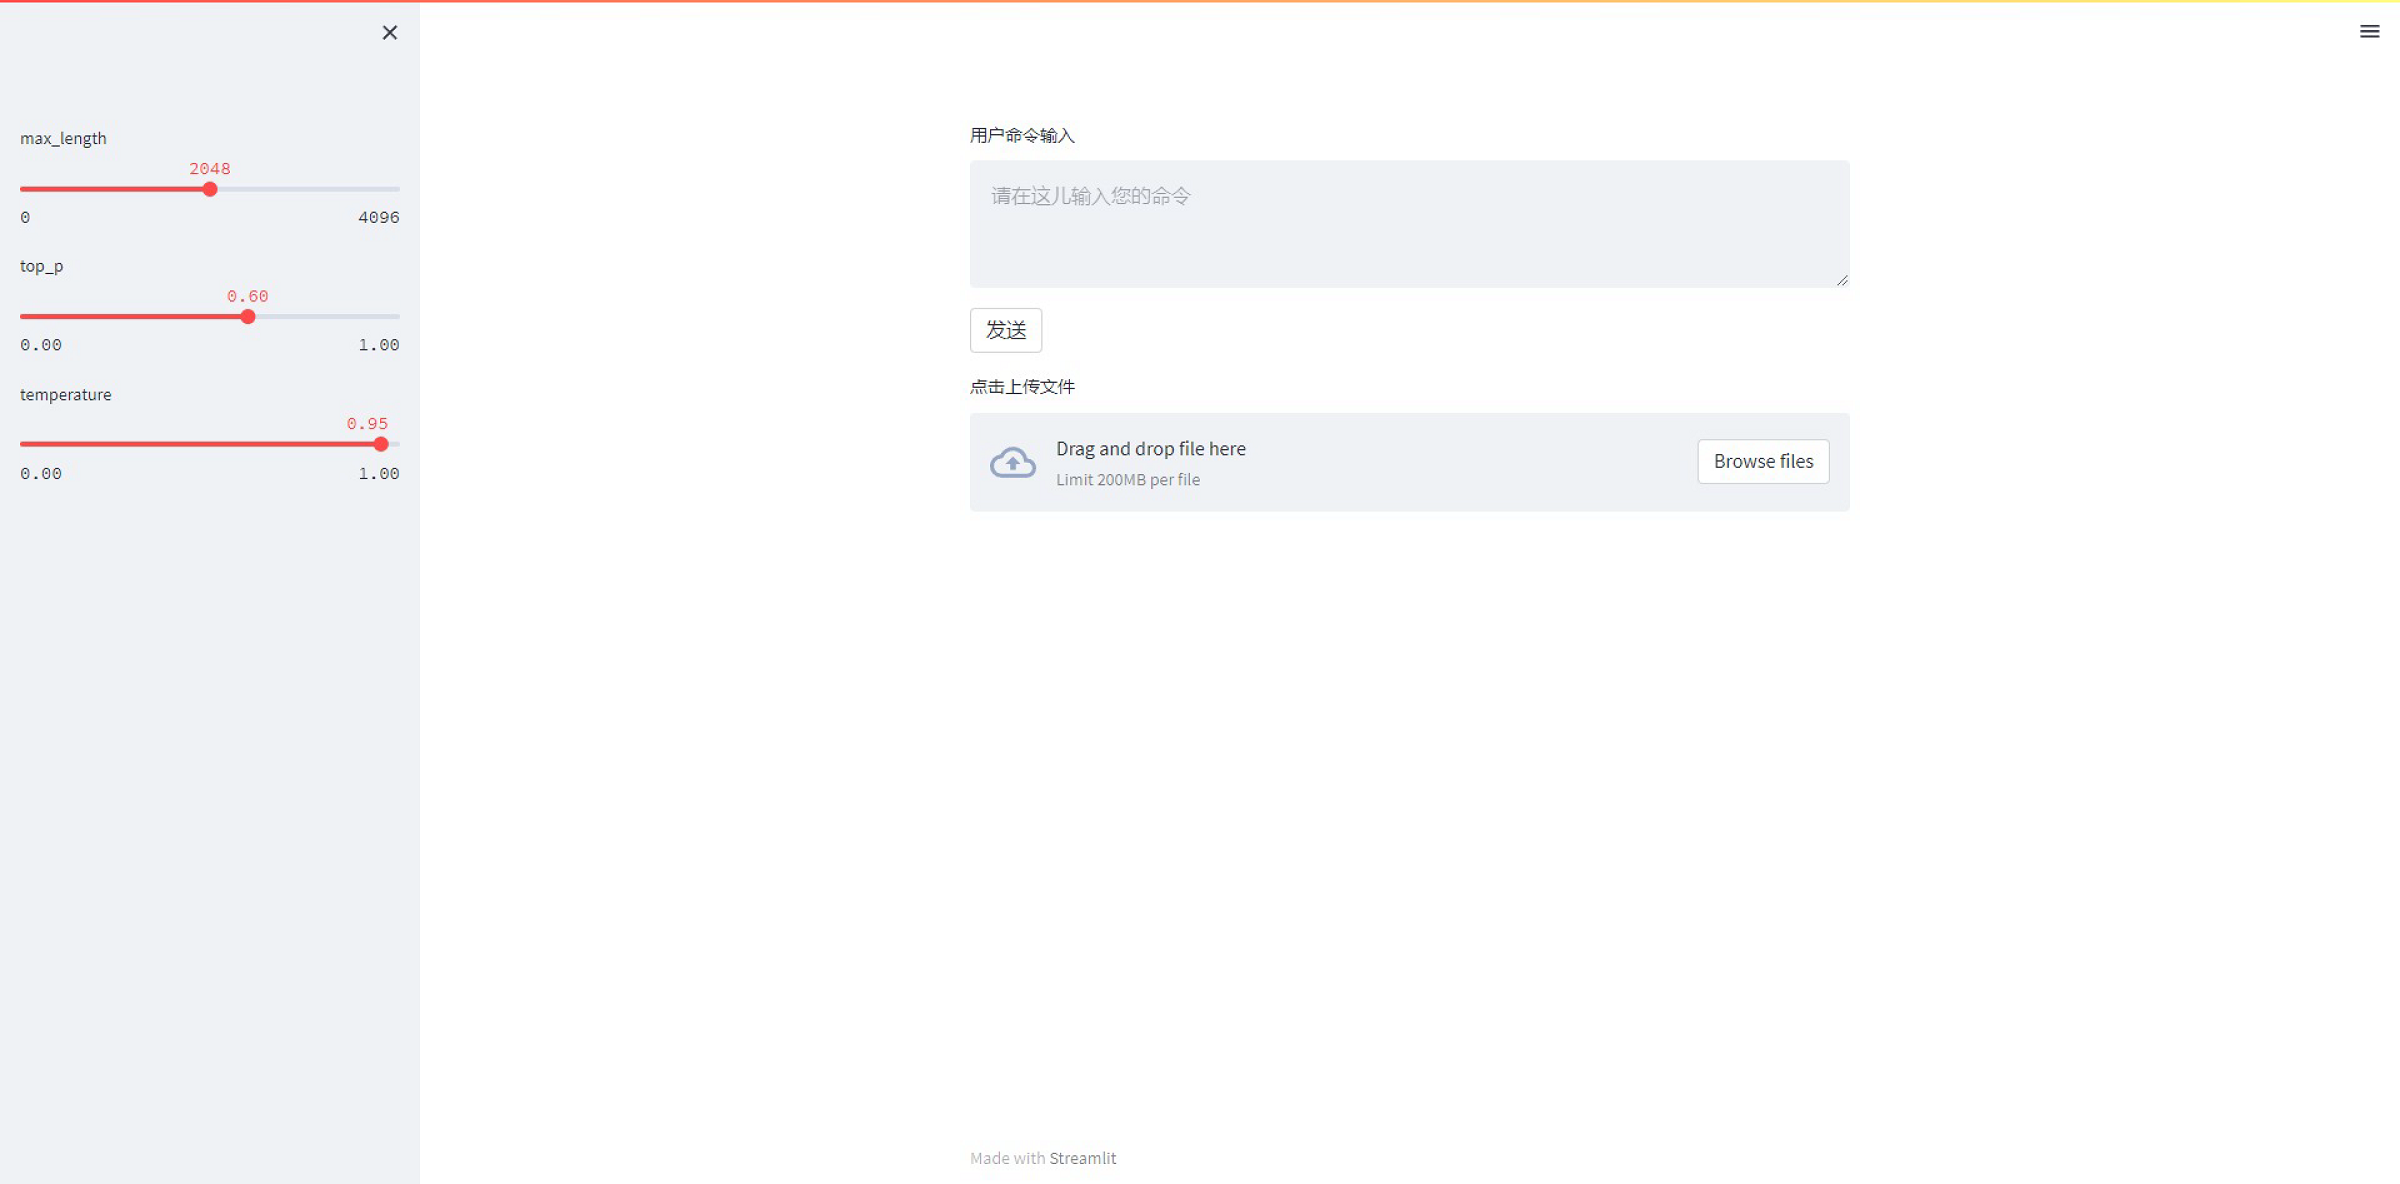 max_length
2048
0 4096
top_p
0.60
0.00 1.00
temperature
0.95
0.00 1.00
用户命令输入
请在这儿输入您的命令
发送
点击上传文件
Drag and drop file here
Limit 200MB per file
Browse files
Made with Streamlit